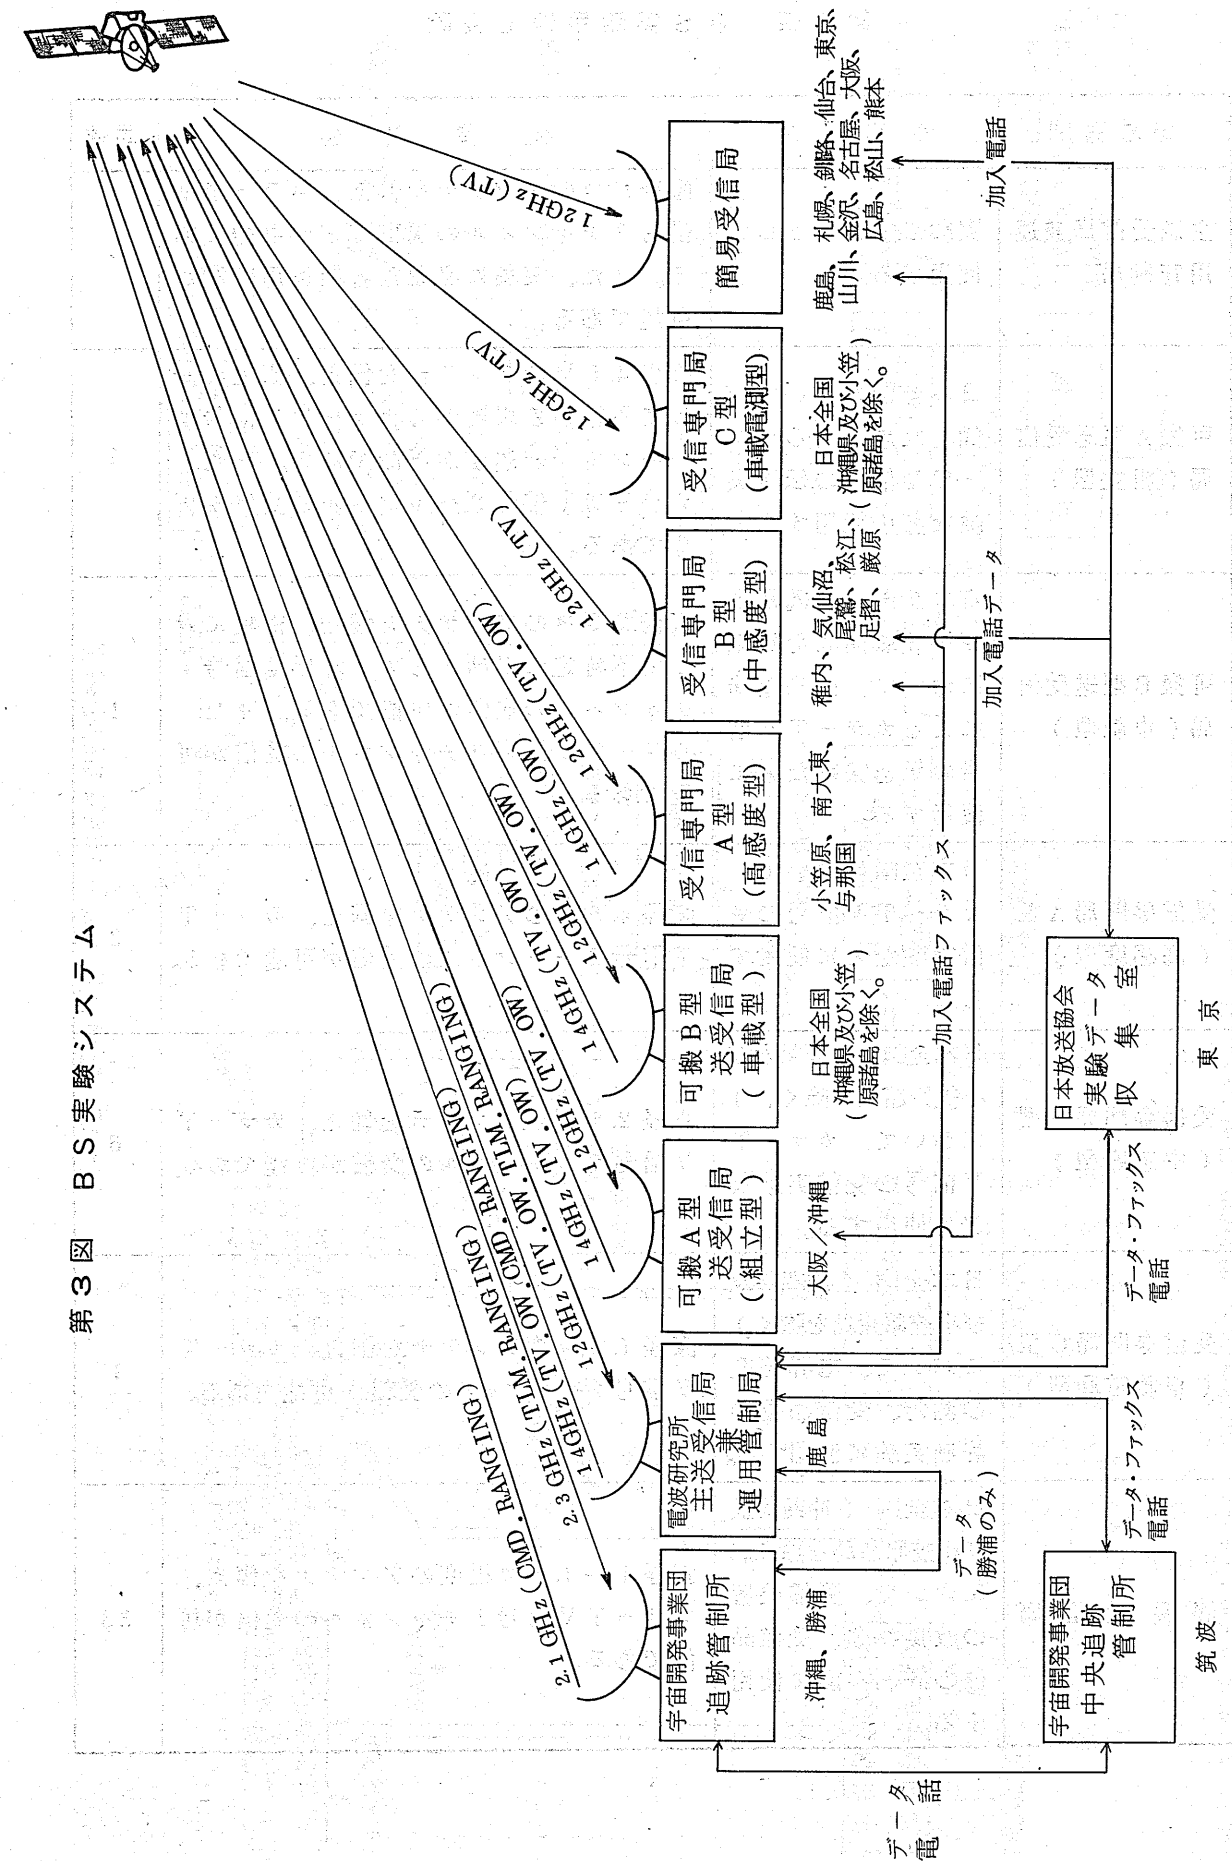 第3図 BS実験システム
2.1GHz(CMD・RANGING)
2.3GHz(TLM・RANGING)
14GHz(TV・OW・CMD・RANGING)
12GHz(TV・OW・TLM・RANGING)
14GHz(TV・OW)
12GHz(TV・OW)
14GHz(TV・OW)
12GHz(TV・OW)
14GHz(OW)
12GHz(TV・OW)
12GHz(TV)
12GHz(TV)
12GHz(TV)
宇宙開発事業団
追跡管制所
沖縄、勝浦
電波研究所
主送受信局
兼
運用管制局
鹿島
可搬A型
送受信局
(組立型)
大阪/沖縄
可搬B型
送受信局
(車載型)
日本全国
(沖縄県及び小笠
原諸島を除く。)
受信専門局
A型
(高感度型)
小笠原、南大東、
与那国
受信専門局
B型
(中感度型)
稚内、気仙沼、
尾鷲、松江、
足摺、厳原
受信専門局
C型
(車載電測型)
日本全国
(沖縄県及び小笠
原諸島を除く。)
簡易受信局
鹿島、札幌、釧路、仙台、東京、
山川、金沢、名古屋、大阪、
広島、松山、熊本
データ
(勝浦のみ)
加入電話ファックス
加入電話データ
加入電話
データ
電話
宇宙開発事業団
中央追跡
管制所
筑波
データ・ファックス
電話
データ・ファックス
電話
日本放送協会
実験データ
収集室
東京